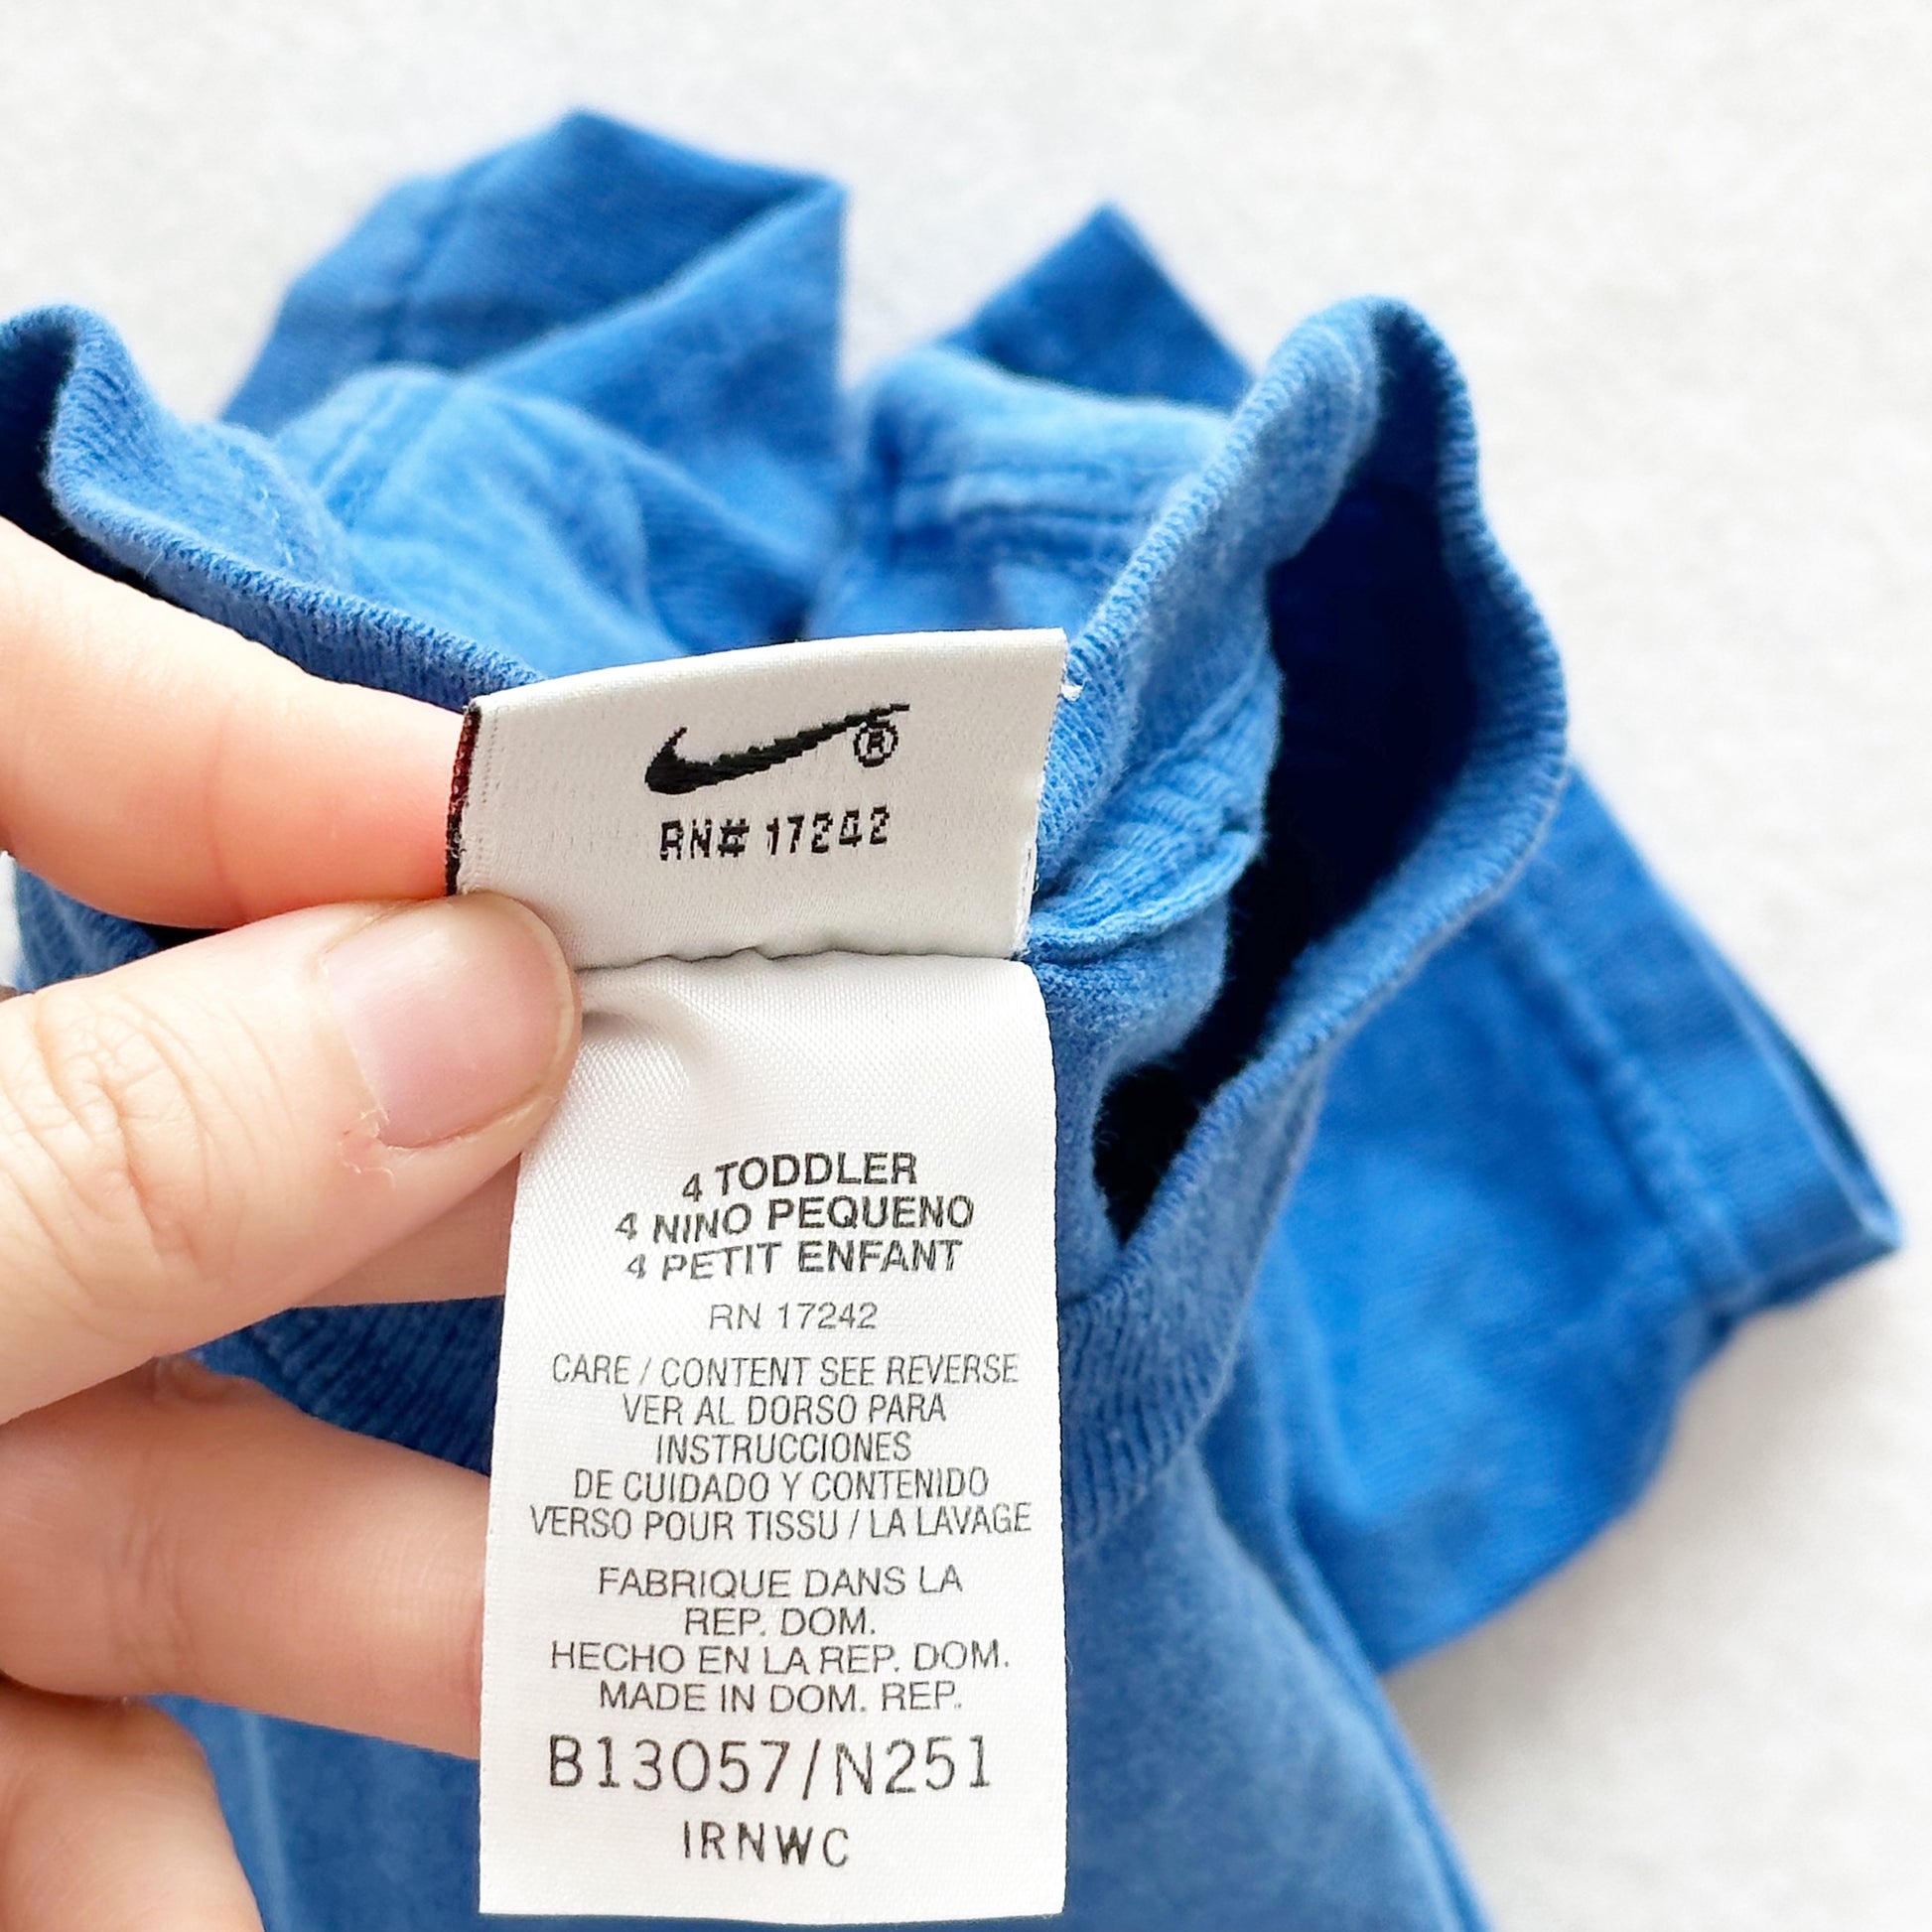 ®
RN# 17242
4 TODDLER
4 NINO PEQUENO
4 PETIT ENFANT
RN 17242
CARE / CONTENT SEE REVERSE
VER AL DORSO PARA
INSTRUCCIONES
DE CUIDADO Y CONTENIDO
VERSO POUR TISSU / LA LAVAGE
FABRIQUE DANS LA
REP. DOM.
HECHO EN LA REP. DOM.
MADE IN DOM. REP.
B13057/N251
IRNWC